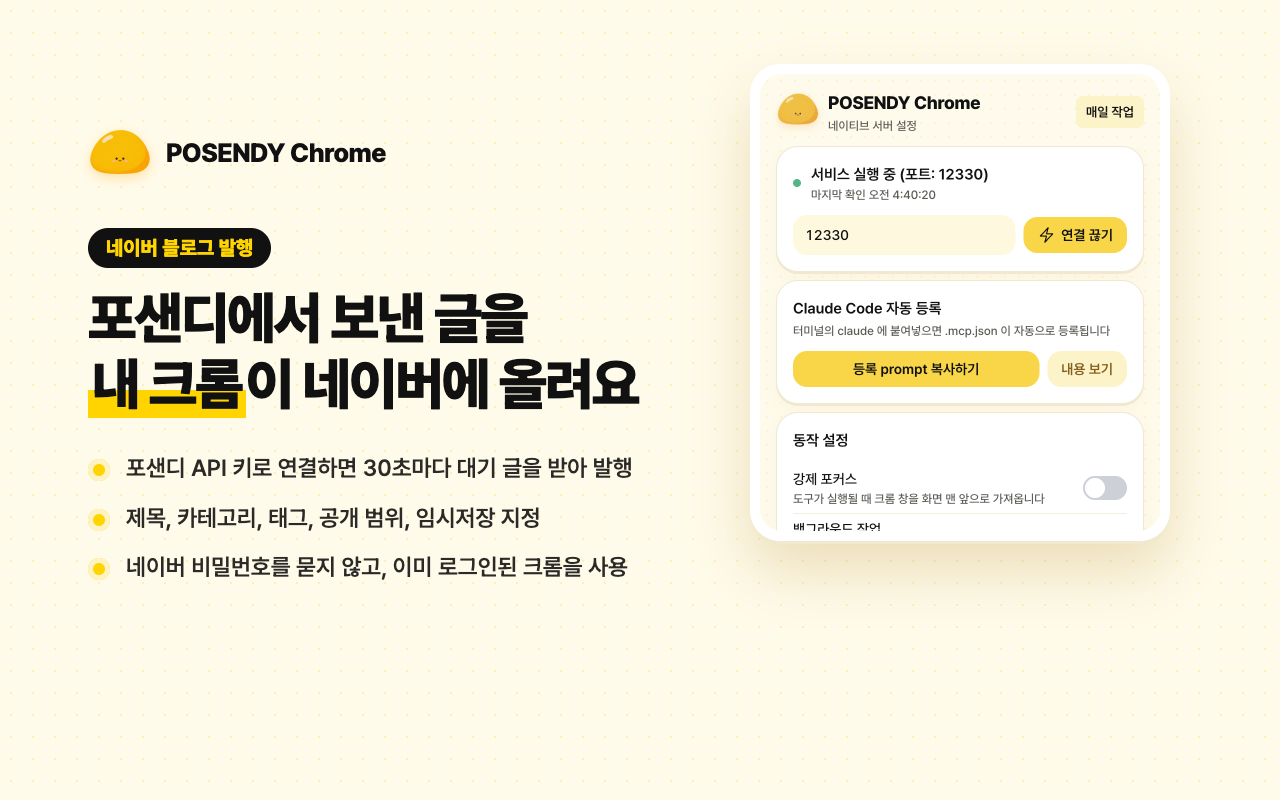 POSENDY Chrome
네이버 블로그 발행
포샌디에서 보낸 글을
내 크롬이 네이버에 올려요
포샌디 API 키로 연결하면 30초마다 대기 글을 받아 발행
제목, 카테고리, 태그, 공개 범위, 임시저장 지정
네이버 비밀번호를 묻지 않고, 이미 로그인된 크롬을 사용
POSENDY Chrome
네이티브 서버 설정
매일 작업
서비스 실행 중 (포트: 12330)
마지막 확인 오전 4:40:20
12330
연결 끊기
Claude Code 자동 등록
터미널의 claude 에 붙여넣으면 .mcp.json 이 자동으로 등록됩니다
등록 prompt 복사하기
내용 보기
동작 설정
강제 포커스
도구가 실행될 때 크롬 창을 화면 맨 앞으로 가져옵니다
백그라운드 작업